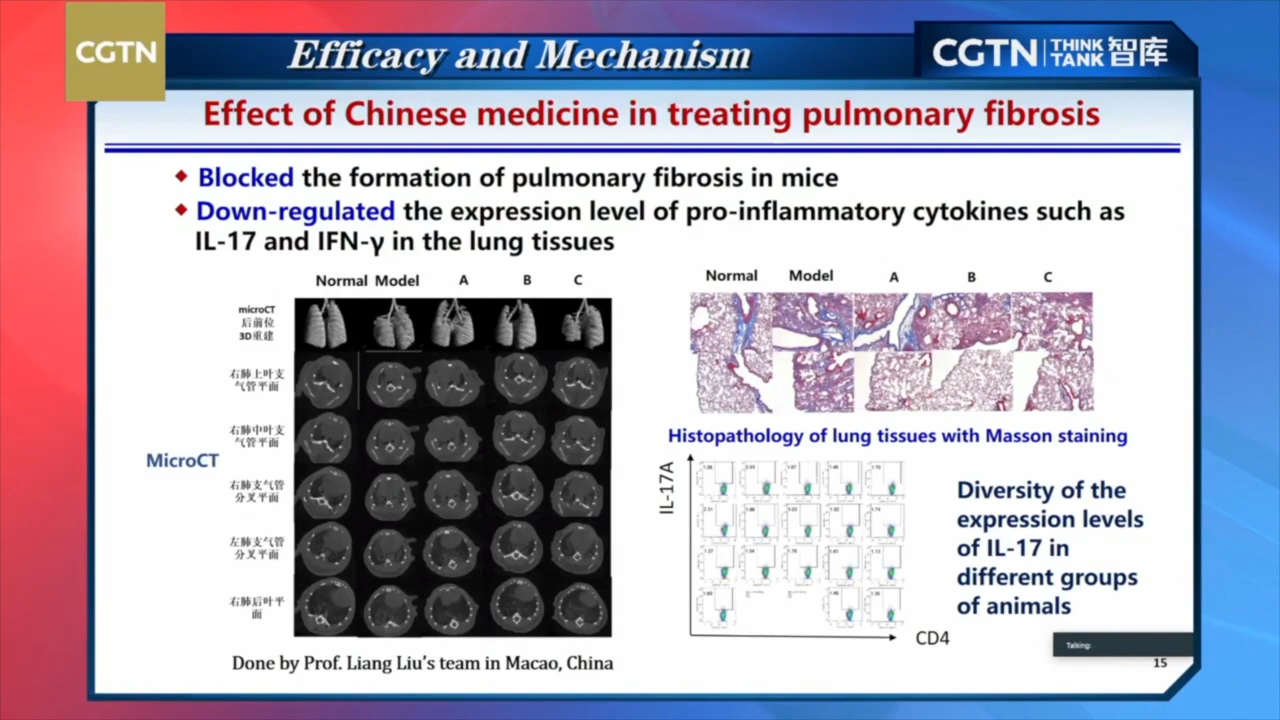 CGTN
Efficacy and Mechanism
CGTN THINK TANK 智库
Effect of Chinese medicine in treating pulmonary fibrosis
Blocked the formation of pulmonary fibrosis in mice
Down-regulated the expression level of pro-inflammatory cytokines such as
IL-17 and IFN-γ in the lung tissues
Normal Model A B C
microCT
后前位
3D重建
右肺上叶支
气管平面
右肺中叶支
气管平面
右肺支气管
分叉平面
左肺支气管
分叉平面
右肺后叶平
面
MicroCT
Done by Prof. Liang Liu's team in Macao, China
Normal Model A B C
Histopathology of lung tissues with Masson staining
IL-17A
CD4
Diversity of the
expression levels
of IL-17 in
different groups
of animals
Talking:
15